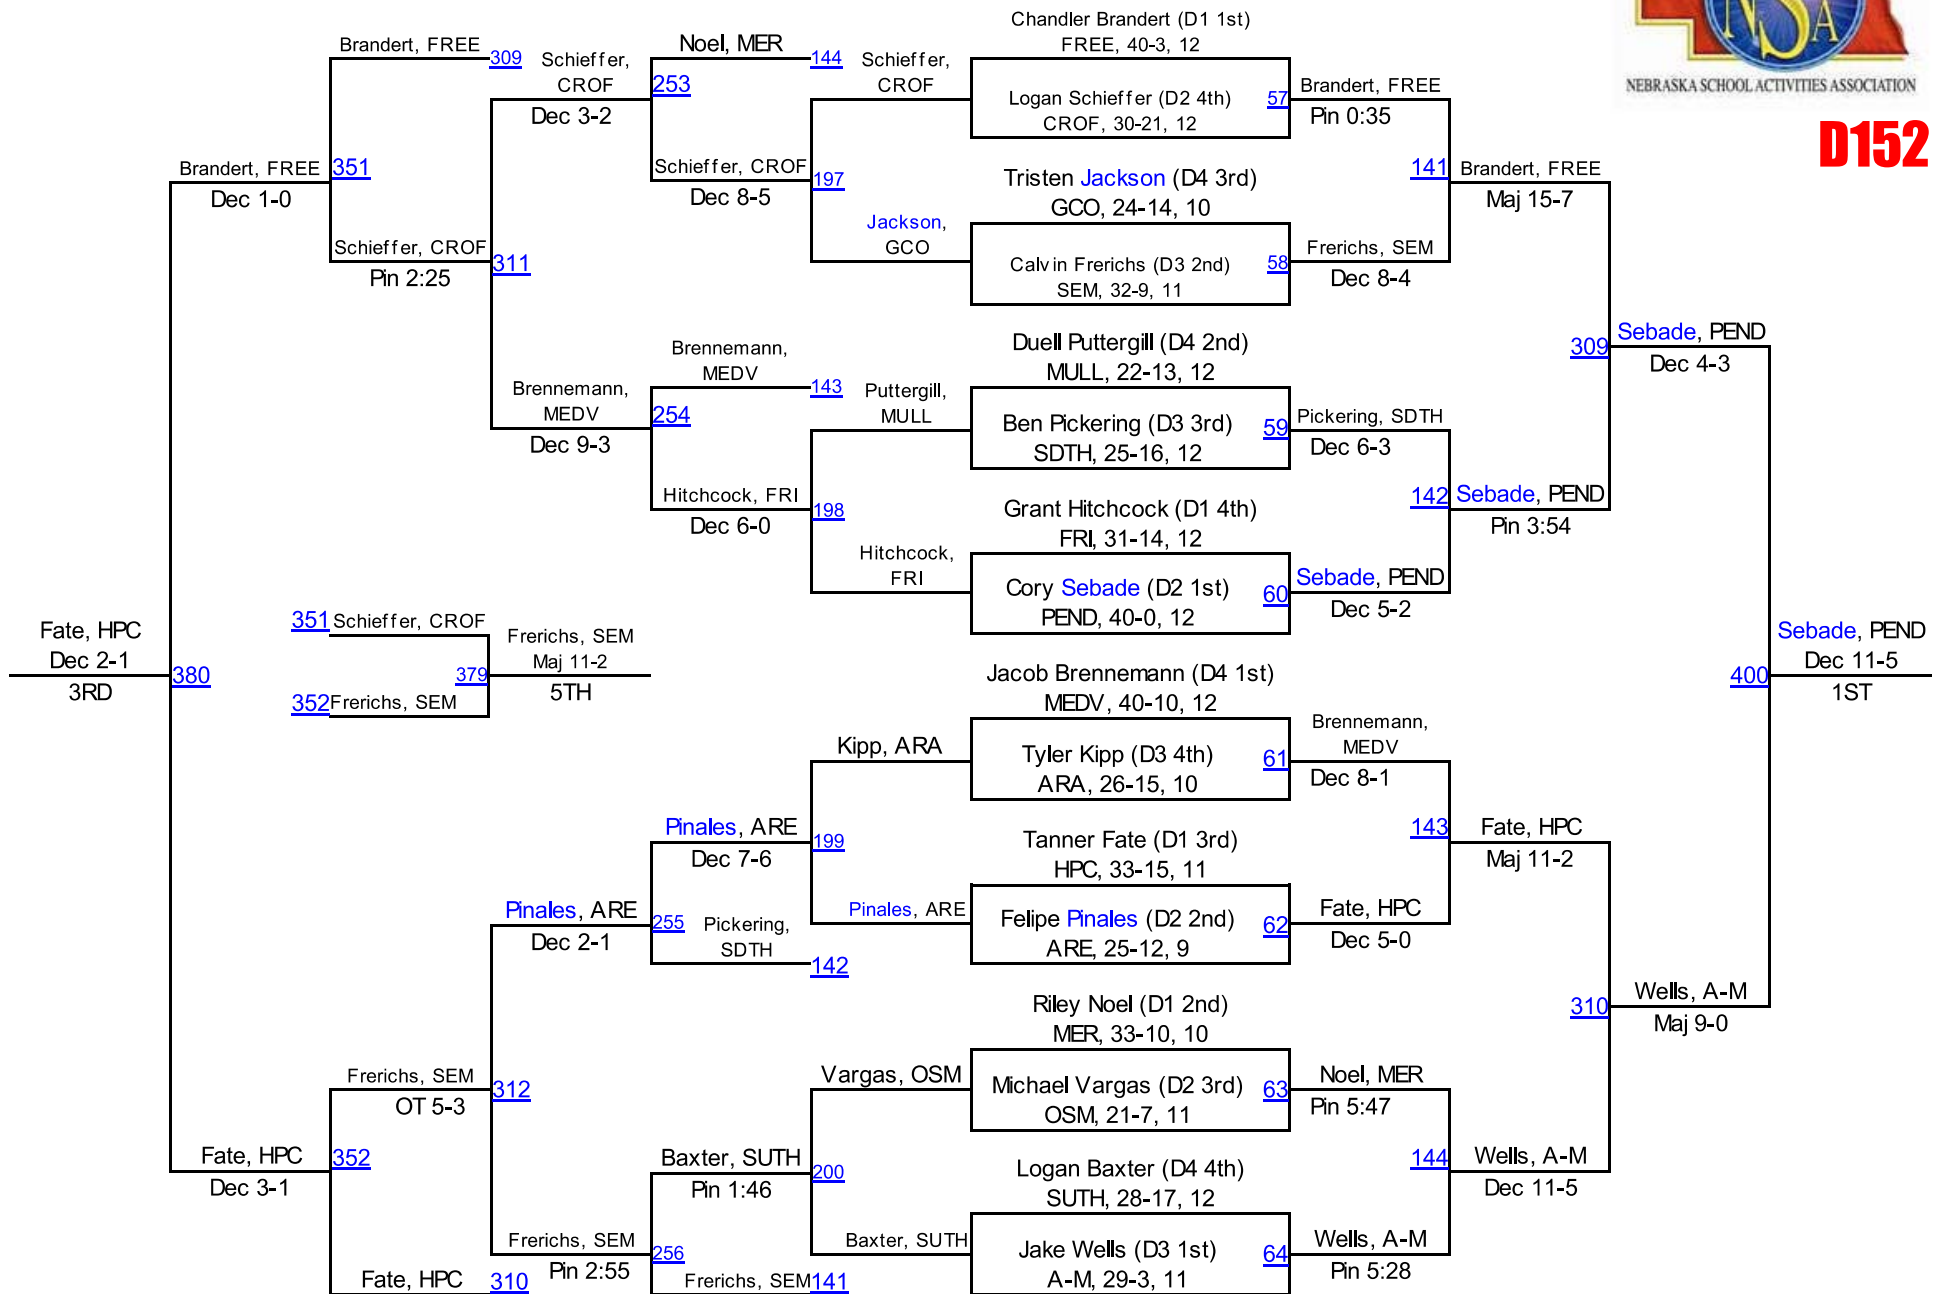 NSA
NEBRASKA SCHOOL ACTIVITIES ASSOCIATION
D152
Brandert, FREE
309
Schieffer,
CROF
Dec 3-2
253
Noel, MER
144
Schieffer,
CROF
Brandert, FREE
Dec 1-0
351
Schieffer, CROF
Pin 2:25
311
Schieffer, CROF
Dec 8-5
197
Jackson,
GCO
Brennemann,
MEDV
Dec 9-3
254
Brennemann,
MEDV
143
Puttergill,
MULL
Hitchcock, FRI
Dec 6-0
198
Hitchcock,
FRI
Chandler Brandert (D1 1st)
FREE, 40-3, 12
Logan Schieffer (D2 4th)
CROF, 30-21, 12
57
Brandert, FREE
Pin 0:35
Tristen Jackson (D4 3rd)
GCO, 24-14, 10
Calvin Frerichs (D3 2nd)
SEM, 32-9, 11
58
Frerichs, SEM
Dec 8-4
141
Brandert, FREE
Maj 15-7
Duell Puttergill (D4 2nd)
MULL, 22-13, 12
Ben Pickering (D3 3rd)
SDTH, 25-16, 12
59
Pickering, SDTH
Dec 6-3
Grant Hitchcock (D1 4th)
FRI, 31-14, 12
Cory Sebade (D2 1st)
PEND, 40-0, 12
60
Sebade, PEND
Dec 5-2
142
Sebade, PEND
Pin 3:54
309
Sebade, PEND
Dec 4-3
Fate, HPC
Dec 2-1
3RD
380
351
Schieffer, CROF
352
Frerichs, SEM
379
Frerichs, SEM
Maj 11-2
5TH
400
Sebade, PEND
Dec 11-5
1ST
Kipp, ARA
Pinales, ARE
Dec 7-6
199
Pinales, ARE
Pinales, ARE
Dec 2-1
255
Pickering,
SDTH
142
Frerichs, SEM
OT 5-3
312
Fate, HPC
Dec 3-1
352
Fate, HPC
310
Frerichs, SEM
Pin 2:55
256
Baxter, SUTH
Pin 1:46
200
Vargas, OSM
Baxter, SUTH
Frerichs, SEM
141
Jacob Brennemann (D4 1st)
MEDV, 40-10, 12
Tyler Kipp (D3 4th)
ARA, 26-15, 10
61
Brennemann,
MEDV
Dec 8-1
Tanner Fate (D1 3rd)
HPC, 33-15, 11
Felipe Pinales (D2 2nd)
ARE, 25-12, 9
62
Fate, HPC
Dec 5-0
143
Fate, HPC
Maj 11-2
Riley Noel (D1 2nd)
MER, 33-10, 10
Michael Vargas (D2 3rd)
OSM, 21-7, 11
63
Noel, MER
Pin 5:47
Logan Baxter (D4 4th)
SUTH, 28-17, 12
Jake Wells (D3 1st)
A-M, 29-3, 11
64
Wells, A-M
Pin 5:28
144
Wells, A-M
Dec 11-5
310
Wells, A-M
Maj 9-0